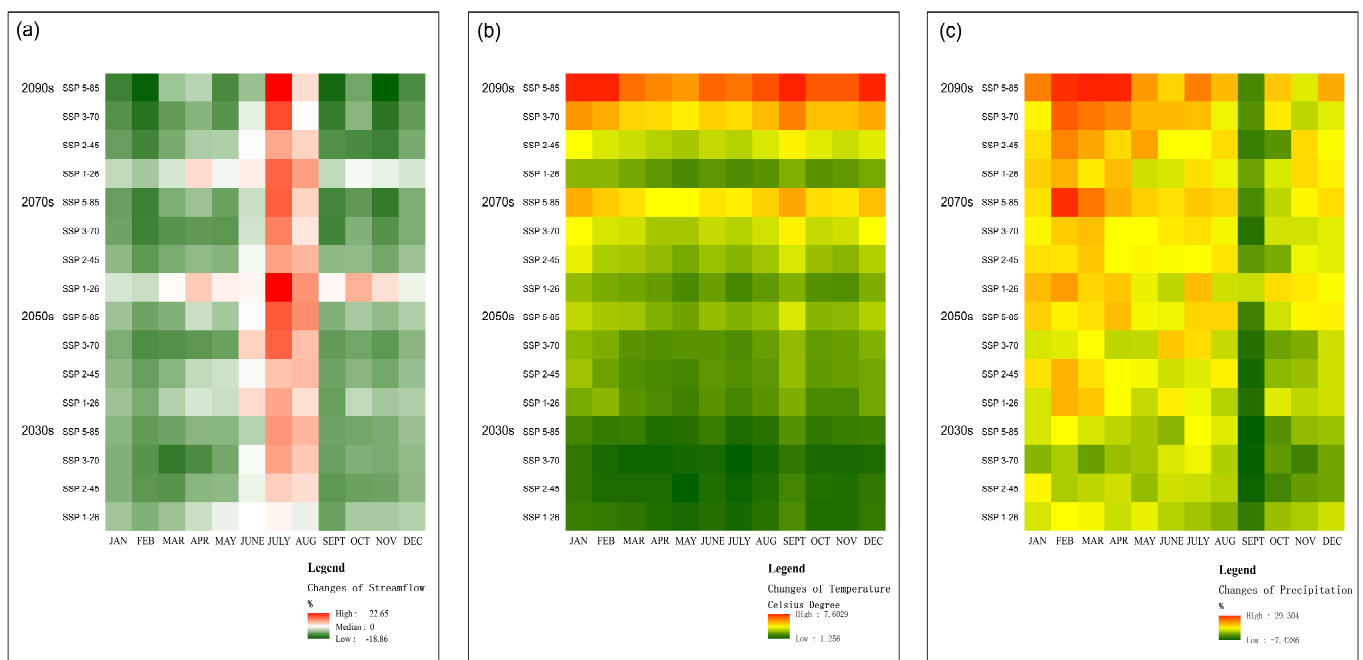 (a)
2090s SSP 5-85
SSP 3-70
SSP 2-45
SSP 1-26
2070s SSP 5-85
SSP 3-70
SSP 2-45
SSP 1-26
2050s SSP 5-85
SSP 3-70
SSP 2-45
SSP 1-26
2030s SSP 5-85
SSP 3-70
SSP 2-45
SSP 1-26
JAN FEB MAR APR MAY JUNE JULY AUG SEPT OCT NOV DEC
Legend
Changes of Streamflow
%
High : 22.65
Median : 0
Low : -18.86
(b)
2090s SSP 5-85
SSP 3-70
SSP 2-45
SSP 1-26
2070s SSP 5-85
SSP 3-70
SSP 2-45
SSP 1-26
2050s SSP 5-85
SSP 3-70
SSP 2-45
SSP 1-26
2030s SSP 5-85
SSP 3-70
SSP 2-45
SSP 1-26
JAN FEB MAR APR MAY JUNE JULY AUG SEPT OCT NOV DEC
Legend
Changes of Temperature
Celsius Degree
High : 7.6029
Low : 1.256
(c)
2090s SSP 5-85
SSP 3-70
SSP 2-45
SSP 1-26
2070s SSP 5-85
SSP 3-70
SSP 2-45
SSP 1-26
2050s SSP 5-85
SSP 3-70
SSP 2-45
SSP 1-26
2030s SSP 5-85
SSP 3-70
SSP 2-45
SSP 1-26
JAN FEB MAR APR MAY JUNE JULY AUG SEPT OCT NOV DEC
Legend
Changes of Precipitation
%
High : 29.304
Low : -7.4286